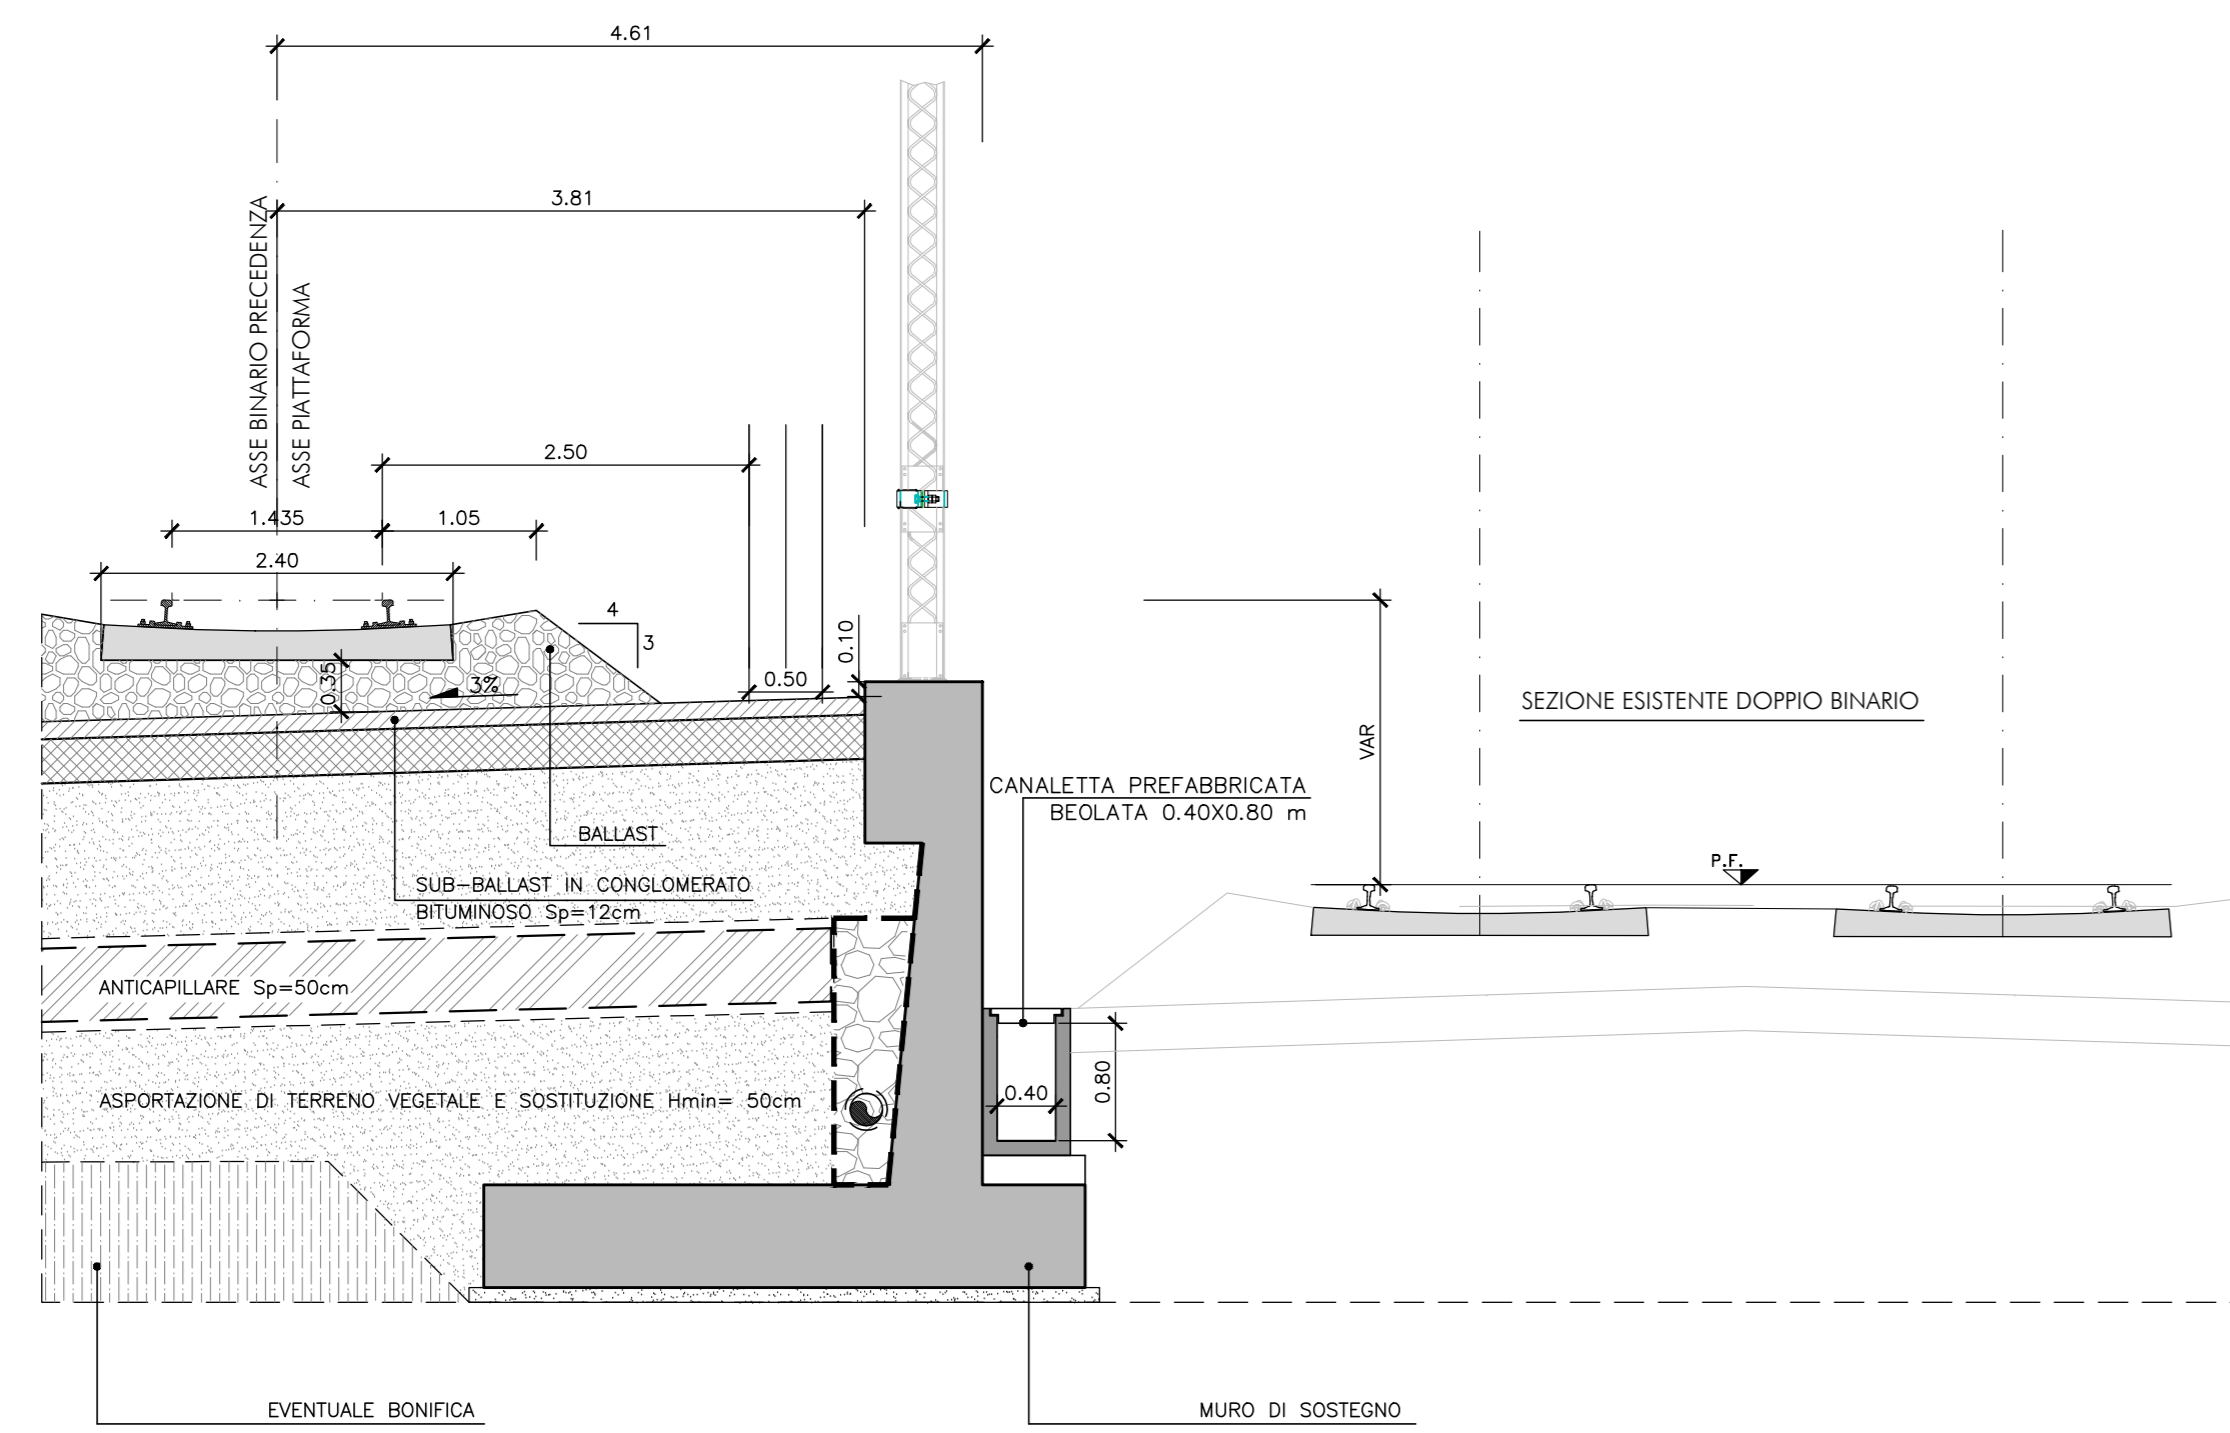 4.61
3.81
ASSE BINARIO PRECEDENZA
ASSE PIATTAFORMA
2.50
1.435
1.05
2.40
4
3
0.10
0.35
3%
0.50
VAR
SEZIONE ESISTENTE DOPPIO BINARIO
CANALETTA PREFABBRICATA
BEOLATA 0.40X0.80 m
BALLAST
P.F.
SUB-BALLAST IN CONGLOMERATO
BITUMINOSO Sp=12cm
ANTICAPILLARE Sp=50cm
0.40
0.80
ASPORTAZIONE DI TERRENO VEGETALE E SOSTITUZIONE Hmin= 50cm
EVENTUALE BONIFICA
MURO DI SOSTEGNO